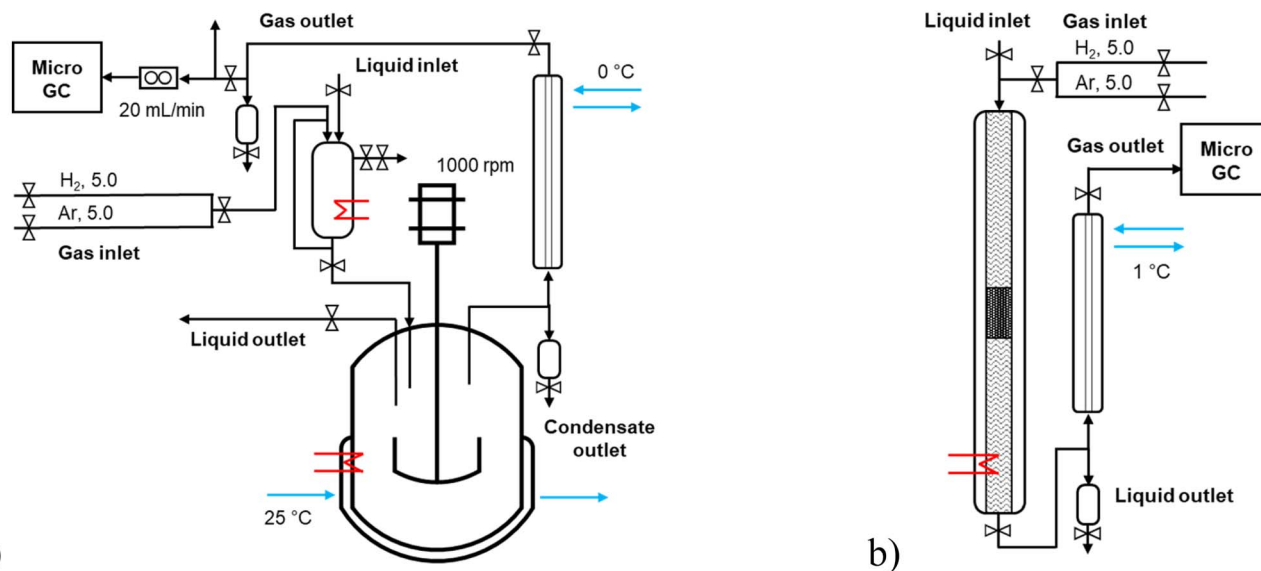 Gas outlet
Micro
GC
20 mL/min
Liquid inlet
0 °C
1000 rpm
H₂, 5.0
Ar, 5.0
Gas inlet
Liquid outlet
Condensate
outlet
25 °C
)
Liquid inlet
Gas inlet
H₂, 5.0
Ar, 5.0
Gas outlet
Micro
GC
1 °C
Liquid outlet
b)